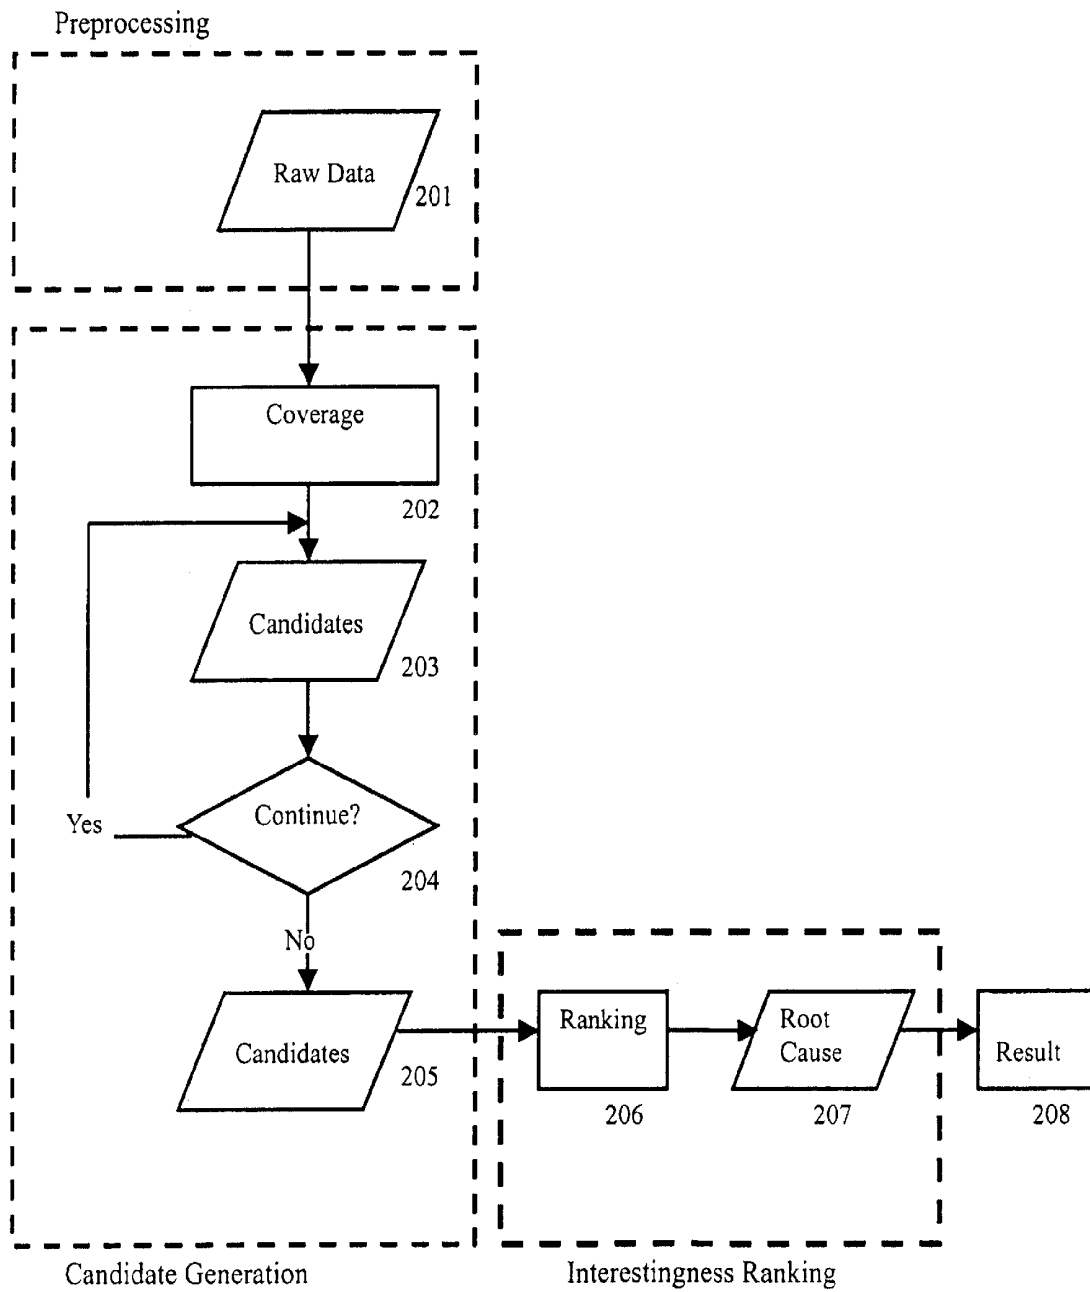 Preprocessing
Raw Data
201
Coverage
202
Candidates
203
Continue?
Yes
204
No
Candidates
205
Ranking
206
Root
Cause
207
Result
208
Candidate Generation
Interestingness Ranking